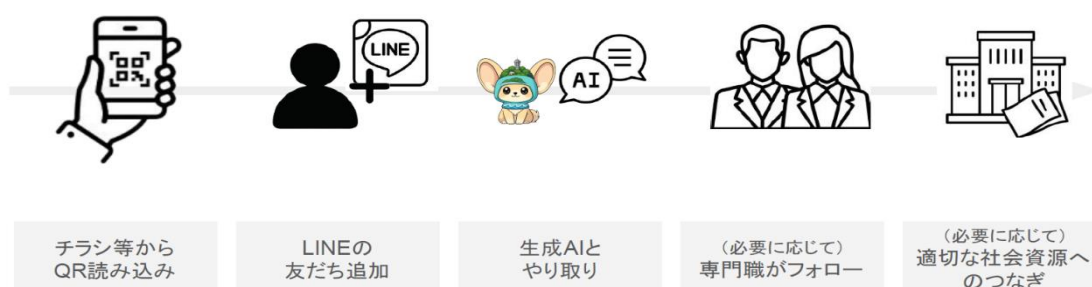 LINE
AI
チラシ等から
QR読み込み
LINEの
友だち追加
生成AIと
やり取り
（必要に応じて）
専門職がフォロー
（必要に応じて）
適切な社会資源へ
のつなぎ